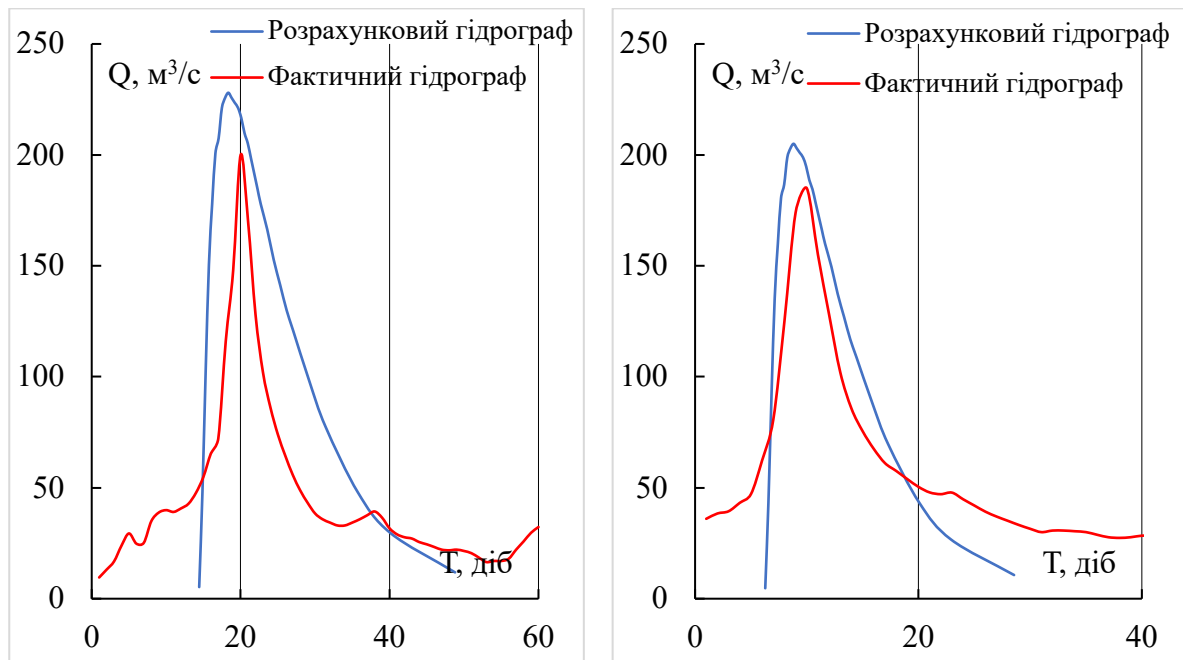 Розрахунковий гідрограф
250
Q, м³/с
Фактичний гідрограф
200
150
100
50
Т, діб
0
0 20 40 60
Розрахунковий гідрограф
250
Q, м³/с
Фактичний гідрограф
200
150
100
50
Т, діб
0
0 20 40